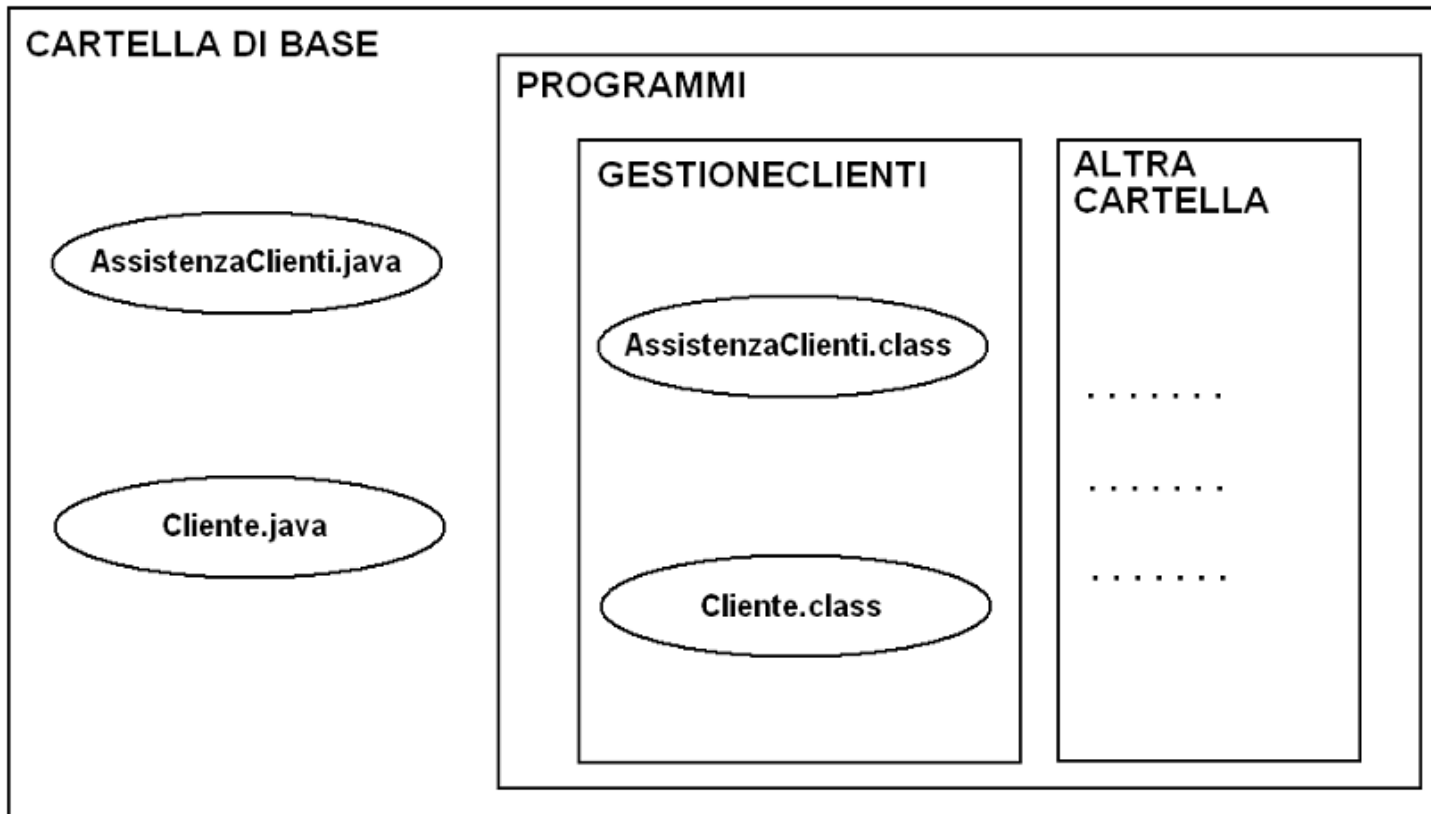 CARTELLA DI BASE
PROGRAMMI
GESTIONECLIENTI
ALTRA
CARTELLA
AssistenzaClienti.java
AssistenzaClienti.class
. . . . . . .
. . . . . . .
Cliente.java
. . . . . . .
Cliente.class